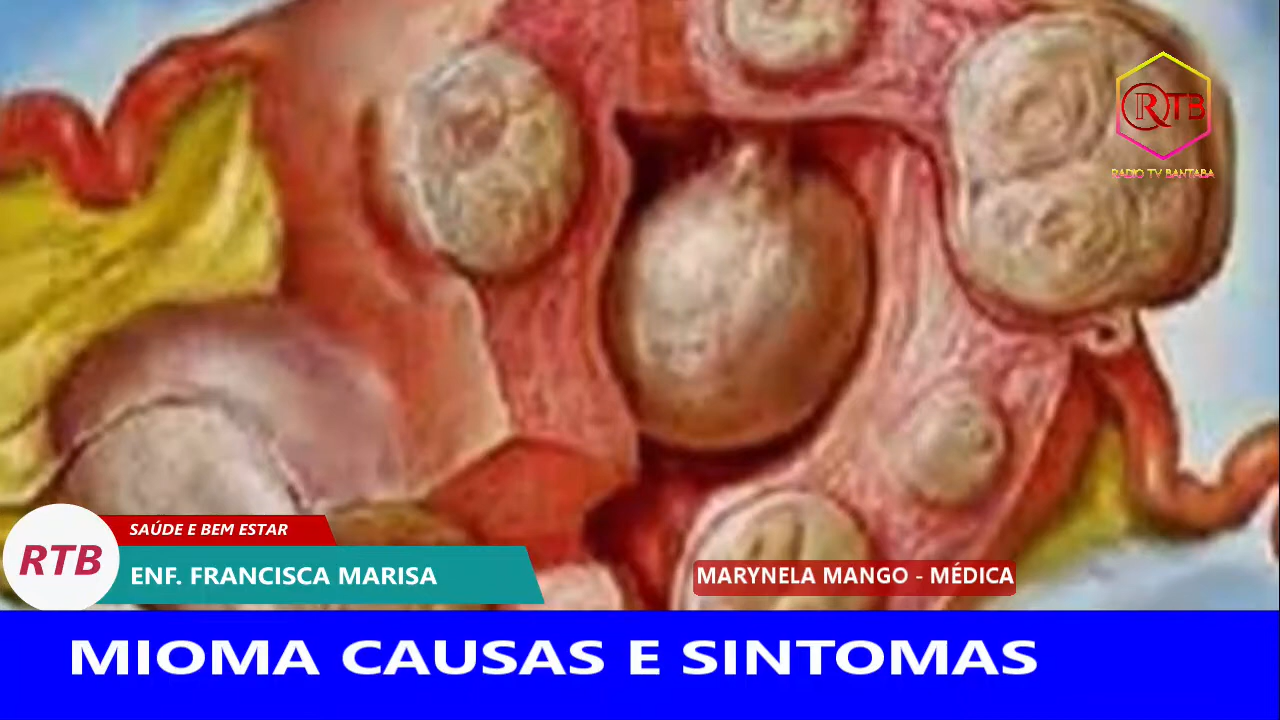 RTB
RADIO TV BANTABA
SAÚDE E BEM ESTAR
RTB
ENF. FRANCISCA MARISA
MARYNELA MANGO - MÉDICA
MIOMA CAUSAS E SINTOMAS